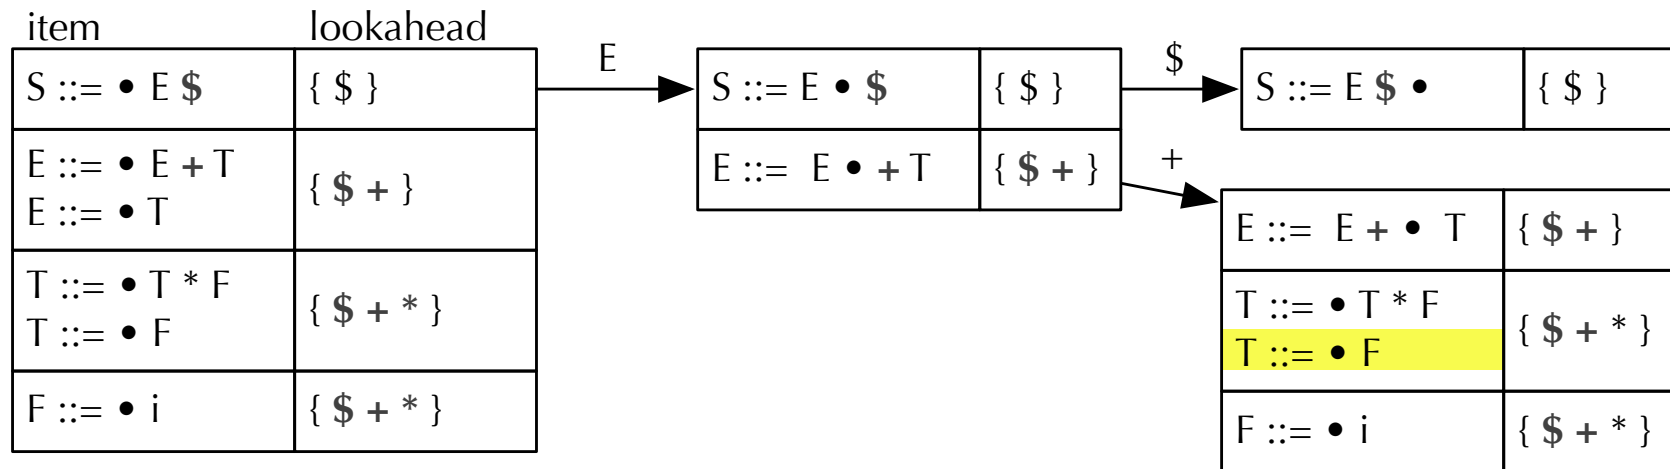 item lookahead
S ::= • E $ { $ }
E ::= • E + T
E ::= • T
{ $ + }
T ::= • T * F
T ::= • F
{ $ + * }
F ::= • i { $ + * }
E
S ::= E • $ { $ }
E ::= E • + T { $ + }
$
S ::= E $ • { $ }
+
E ::= E + • T { $ + }
T ::= • T * F
T ::= • F
{ $ + * }
F ::= • i { $ + * }